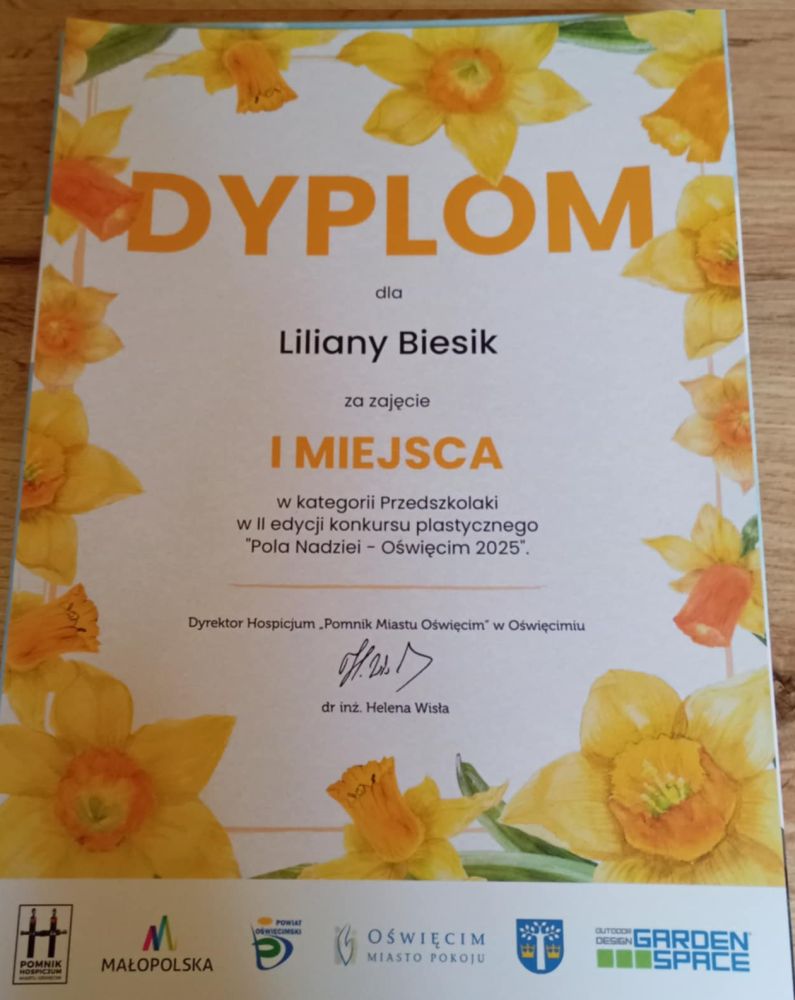 DYPLOM
dla
Liliany Biesik
za zajęcie
I MIEJSCA
w kategorii Przedszkolaki
w II edycji konkursu plastycznego
"Pola Nadziei - Oświęcim 2025".
Dyrektor Hospicjum „Pomnik Miastu Oświęcim" w Oświęcimiu
dr inż. Helena Wisła
POMNIK
HOSPICJUM
MIASTU OŚWIĘCIM
MAŁOPOLSKA
POWIAT
OŚWIĘCIMSKI
OŚWIĘCIM
MIASTO POKOJU
OUTDOOR
DESIGN
GARDEN
SPACE